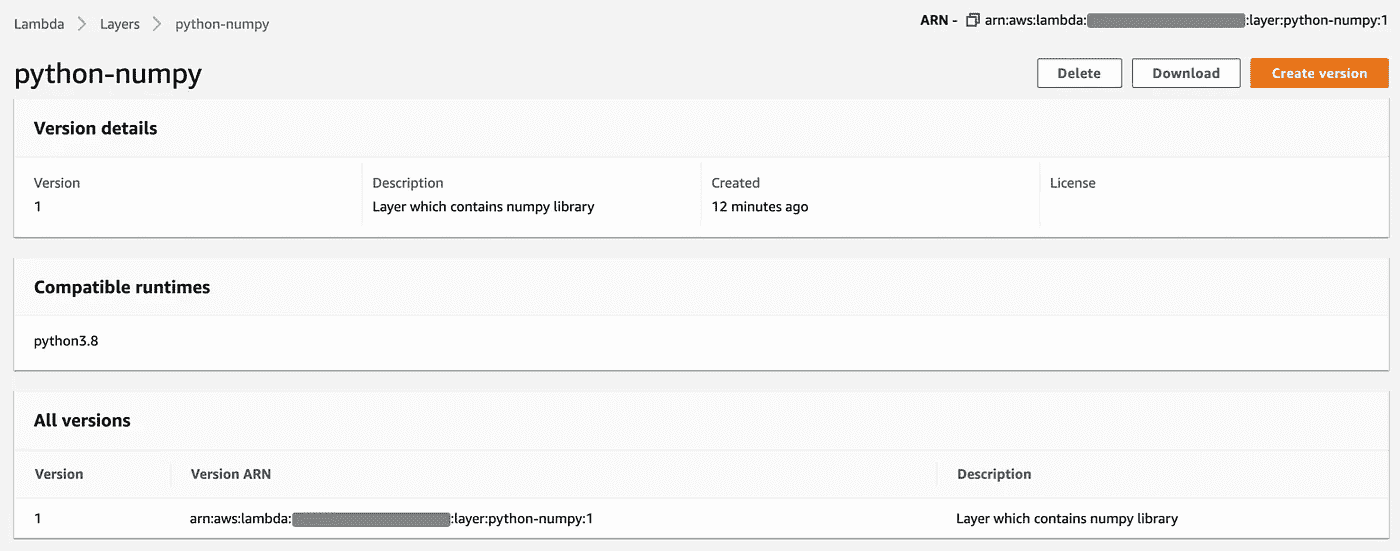 Lambda > Layers > python-numpy
ARN - arn:aws:lambda: :layer:python-numpy:1
python-numpy
Delete Download Create version
Version details
Version Description Created License
1 Layer which contains numpy library 12 minutes ago
Compatible runtimes
python3.8
All versions
Version Version ARN Description
1 arn:aws:lambda: :layer:python-numpy:1 Layer which contains numpy library